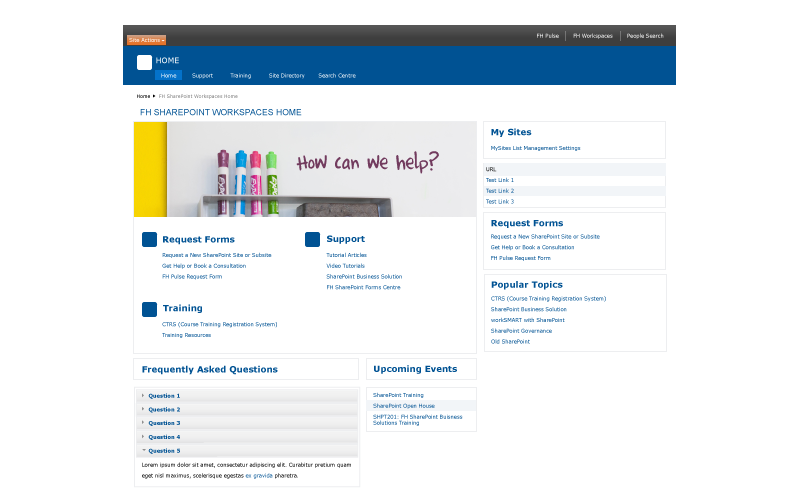 Site Actions
FH Pulse
FH Workspaces
People Search
HOME
Home
Support
Training
Site Directory
Search Centre
Home
FH SharePoint Workspaces Home
FH SHAREPOINT WORKSPACES HOME
How can we help?
Request Forms
Request a New SharePoint Site or Subsite
Get Help or Book a Consultation
FH Pulse Request Form
Support
Tutorial Articles
Video Tutoriels
SharePoint Business Solution
FH SharePoint Forms Centre
Training
CTRS (Course Training Registration System)
Training Resources
My Sites
MySites List Management Settings
URL
Test Link 1
Test Link 2
Test Link 3
Request Forms
Request a New SharePoint Site or Subsite
Get Help or Book a Consultation
FH Pulse Request Form
Popular Topics
CTRS (Course Training Registration System)
SharePoint Business Solution
workSMART with SharePoint
SharePoint Governance
Old SharePoint
Frequently Asked Questions
Question 1
Question 2
Question 3
Question 4
Question 5
Lorem ipsum dolor sit amet, consectetur adipiscing elit. Curabitur pretium quam
eget nisl maximus, scelerisque egestas ex gravida pharetra.
Upcoming Events
SharePoint Training
SharePoint Open House
SHPT201: FH SharePoint Buisness
Solutions Training